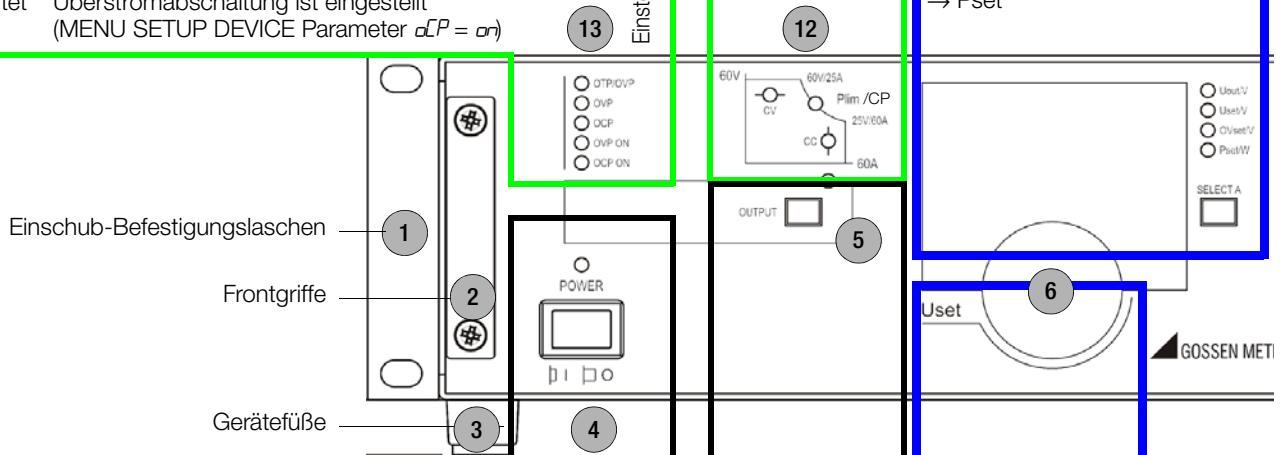 Überstromabschaltung ist eingestellt
(MENU SETUP DEVICE Parameter oCP = on)
→ Pset
13
12
OTP/OVP
OVP
OCP
OVP ON
OCP ON
60V
60V/25A
CV
Plim /CP
25V/60A
CC
60A
Uout/V
Uset/V
OVset/V
Pset/W
SELECT A
OUTPUT
5
Einschub-Befestigungslaschen
1
Frontgriffe
2
POWER
6
Uset
GOSSEN
I
O
Gerätefüße
3
4